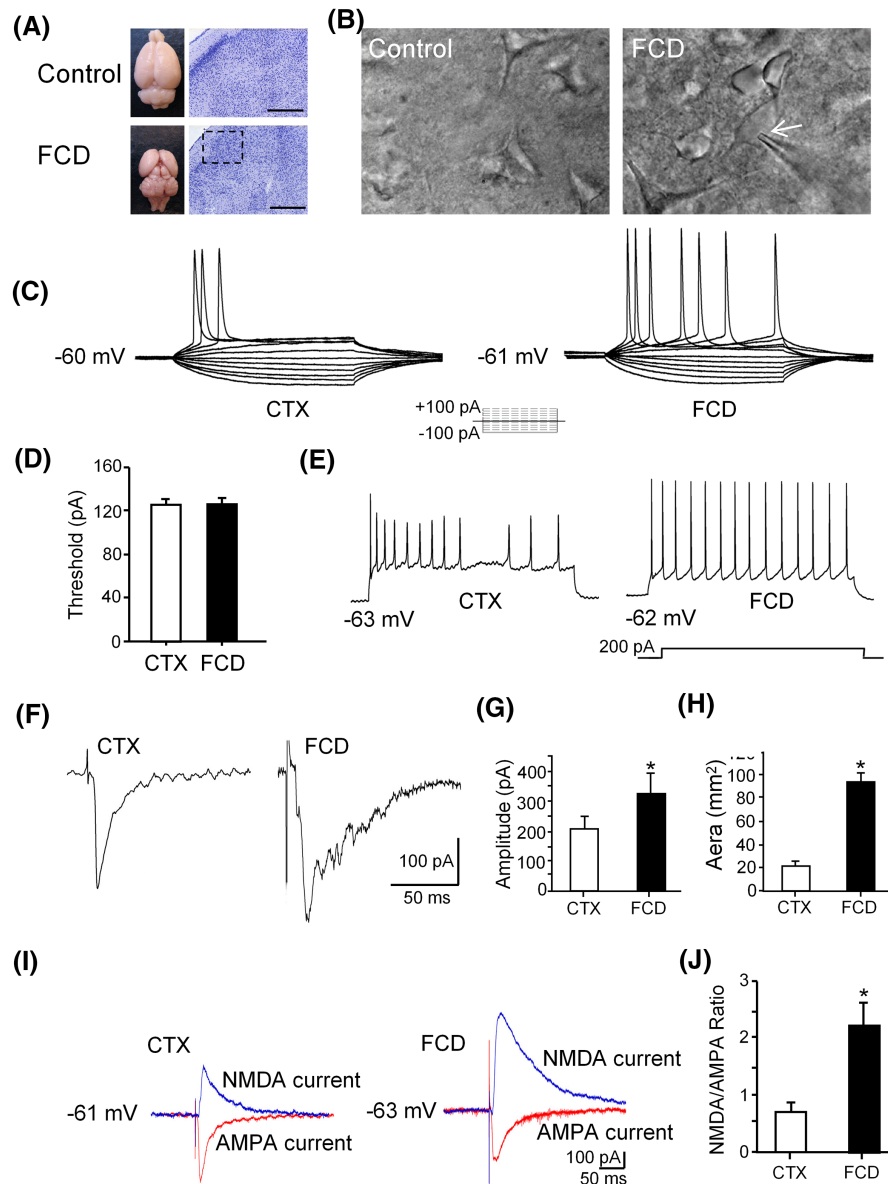 (A)
Control
FCD
(B)
Control
FCD
(C)
-60 mV
CTX
-61 mV
FCD
+100 pA
-100 pA
(D)
Threshold (pA)
160
120
80
40
0
CTX FCD
(E)
-63 mV
CTX
-62 mV
FCD
200 pA
(F)
CTX
FCD
100 pA
50 ms
(G)
Amplitude (pA)
400
300
200
300
100
0
*
CTX
FCD
(H)
Aera (mm²)
100
80
60
40
20
0
*
CTX
FCD
(I)
CTX
-61 mV
NMDA current
AMPA current
FCD
-63 mV
NMDA current
AMPA current
100 pA
50 ms
(J)
NMDA/AMPA Ratio
3
2
1
0
*
CTX
FCD